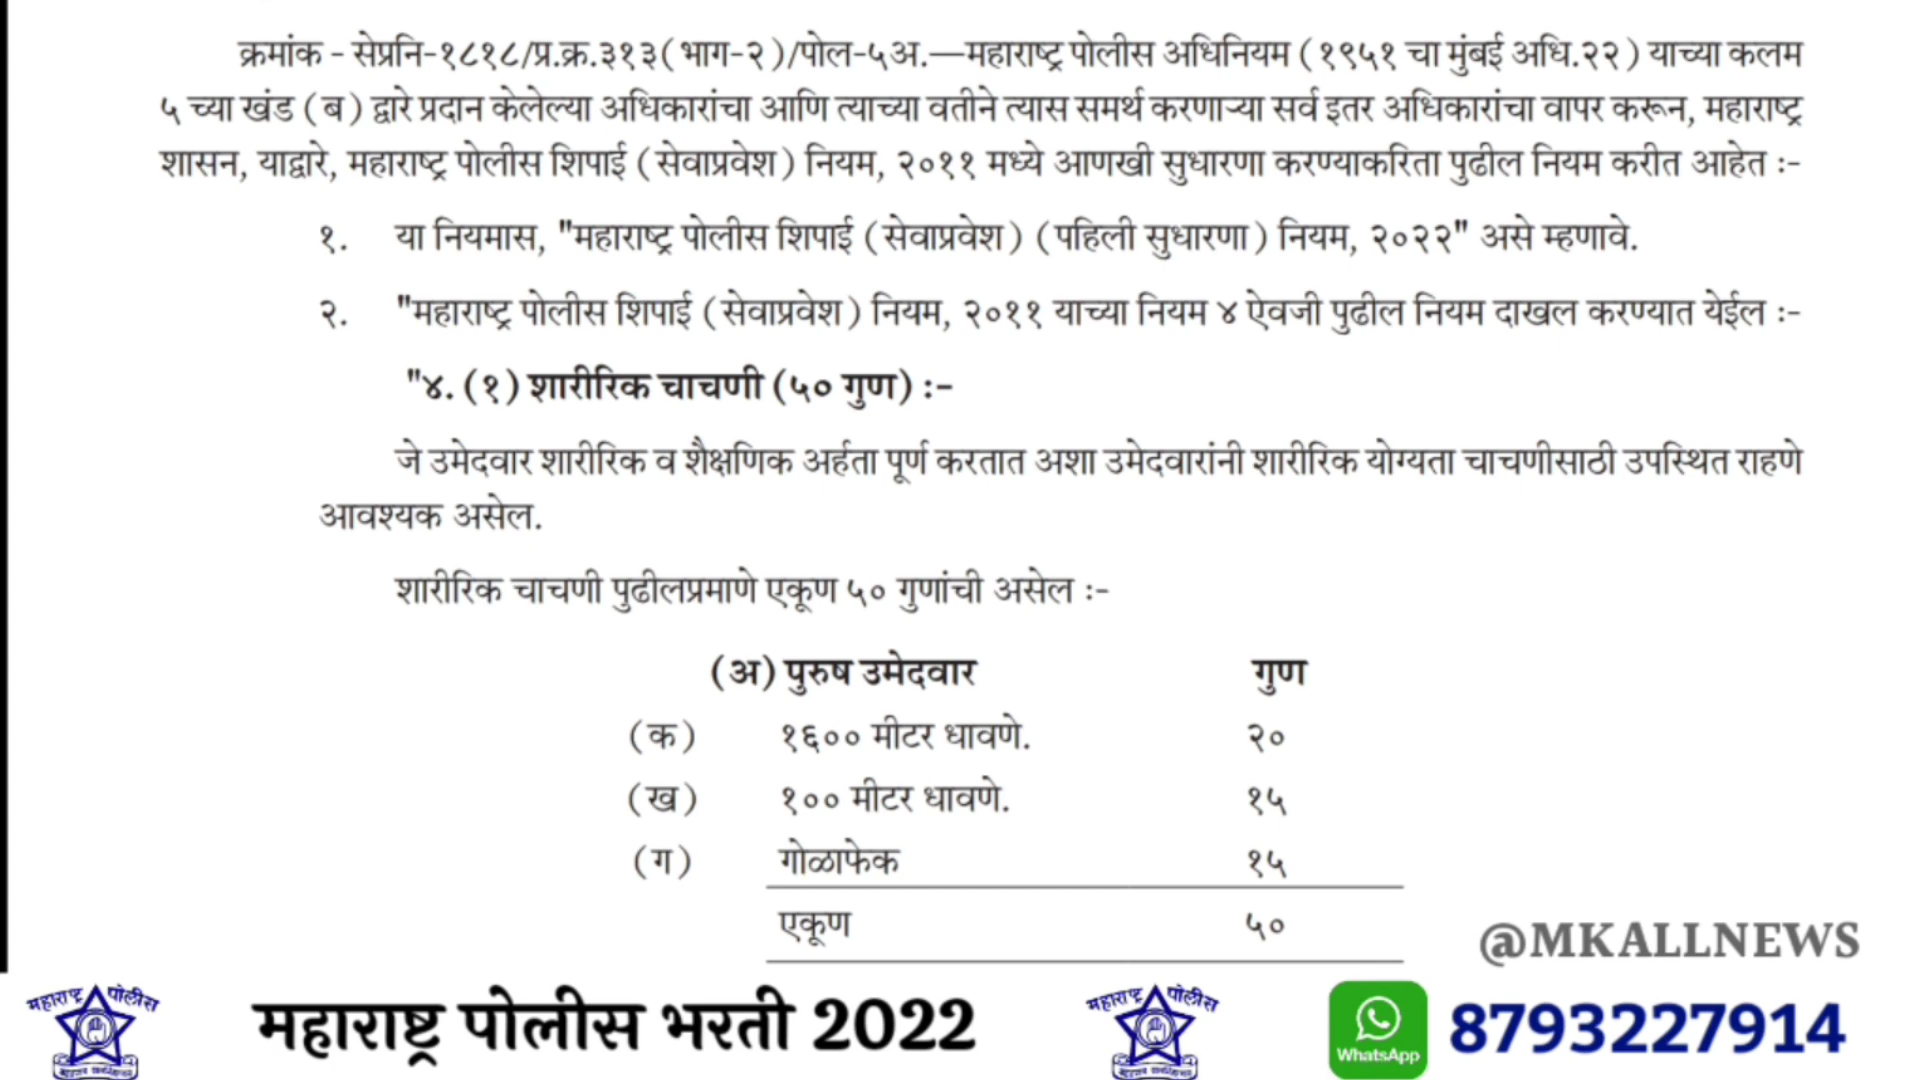 क्रमांक - सेप्रनि-१८१८/प्र.क्र.३१३(भाग-२)/पोल-५अ.—महाराष्ट्र पोलीस अधिनियम (१९५१ चा मुंबई अधि.२२) याच्या कलम
५ च्या खंड (ब) द्वारे प्रदान केलेल्या अधिकारांचा आणि त्याच्या वतीने त्यास समर्थ करणाऱ्या सर्व इतर अधिकारांचा वापर करून, महाराष्ट्र
शासन, याद्वारे, महाराष्ट्र पोलीस शिपाई (सेवाप्रवेश) नियम, २०११ मध्ये आणखी सुधारणा करण्याकरिता पुढील नियम करीत आहेत :-
१. या नियमास, "महाराष्ट्र पोलीस शिपाई (सेवाप्रवेश) (पहिली सुधारणा) नियम, २०२२" असे म्हणावे.
२. "महाराष्ट्र पोलीस शिपाई (सेवाप्रवेश) नियम, २०११ याच्या नियम ४ ऐवजी पुढील नियम दाखल करण्यात येईल :-
"४. (१) शारीरिक चाचणी (५० गुण) :-
जे उमेदवार शारीरिक व शैक्षणिक अर्हता पूर्ण करतात अशा उमेदवारांनी शारीरिक योग्यता चाचणीसाठी उपस्थित राहणे
आवश्यक असेल.
शारीरिक चाचणी पुढीलप्रमाणे एकूण ५० गुणांची असेल :-
(अ) पुरुष उमेदवार गुण
(क) १६०० मीटर धावणे. २०
(ख) १०० मीटर धावणे. १५
(ग) गोळाफेक १५
एकूण ५०
@MKALLNEWS
महाराष्ट्र पोलीस
महाराष्ट्र पोलीस भरती 2022
महाराष्ट्र पोलीस
WhatsApp
8793227914